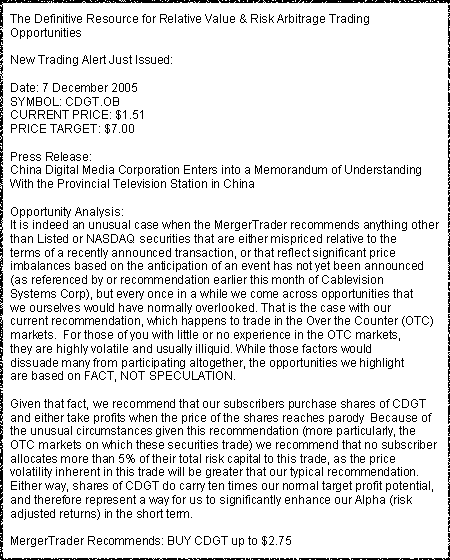 The Definitive Resource for Relative Value & Risk Arbitrage Trading
Opportunities
New Trading Alert Just Issued:
Date: 7 December 2005
SYMBOL: CDGT.OB
CURRENT PRICE: $1.51
PRICE TARGET: $7.00
Press Release:
China Digital Media Corporation Enters into a Memorandum of Understanding
With the Provincial Television Station in China
Opportunity Analysis:
It is indeed an unusual case when the MergerTrader recommends anything other
than Listed or NASDAQ securities that are either mispriced relative to the
terms of a recently announced transaction, or that reflect significant price
imbalances based on the anticipation of an event has not yet been announced
(as referenced by or recommendation earlier this month of Cablevision
Systems Corp), but every once in a while we come across opportunities that
we ourselves would have normally overlooked. That is the case with our
current recommendation, which happens to trade in the Over the Counter (OTC)
markets.  For those of you with little or no experience in the OTC markets,
they are highly volatile and usually illiquid. While those factors would
dissuade many from participating altogether, the opportunities we highlight
are based on FACT, NOT SPECULATION.
Given that fact, we recommend that our subscribers purchase shares of CDGT
and either take profits when the price of the shares reaches parody  Because of
the unusual circumstances given this recommendation (more particularly, the
OTC markets on which these securities trade) we recommend that no subscriber
allocates more than 5% of their total risk capital to this trade, as the price
volatility inherent in this trade will be greater that our typical recommendation.
Either way, shares of CDGT do carry ten times our normal target profit potential,
and therefore represent a way for us to significantly enhance our Alpha (risk
adjusted returns) in the short term.
MergerTrader Recommends: BUY CDGT up to $2.75